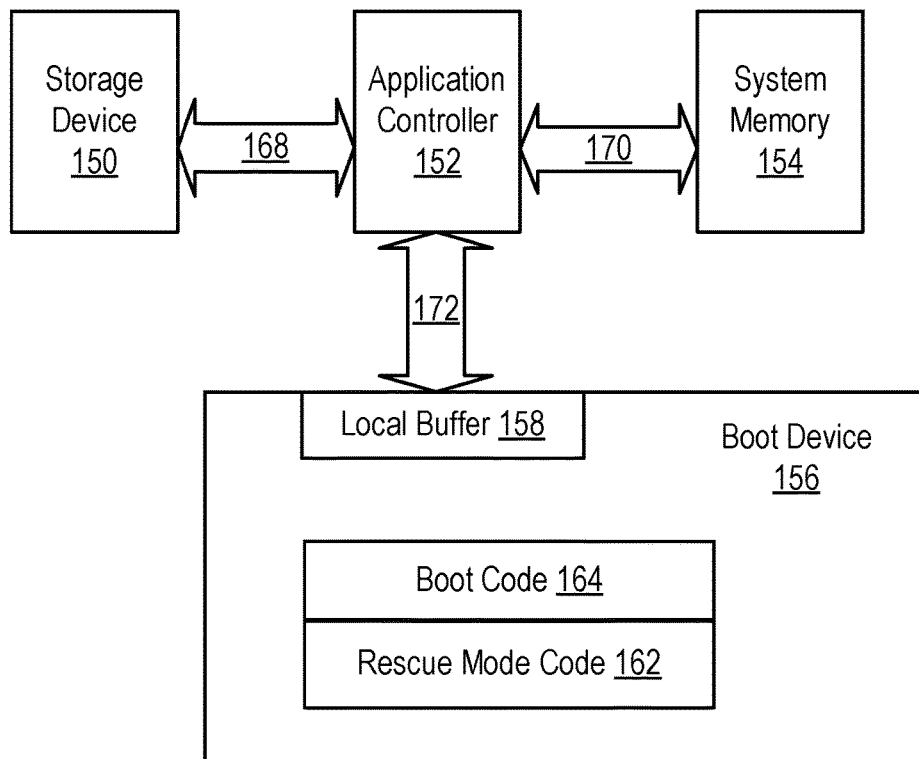 Storage
Device
150
168
Application
Controller
152
170
System
Memory
154
172
Local Buffer 158
Boot Device
156
Boot Code 164
Rescue Mode Code 162